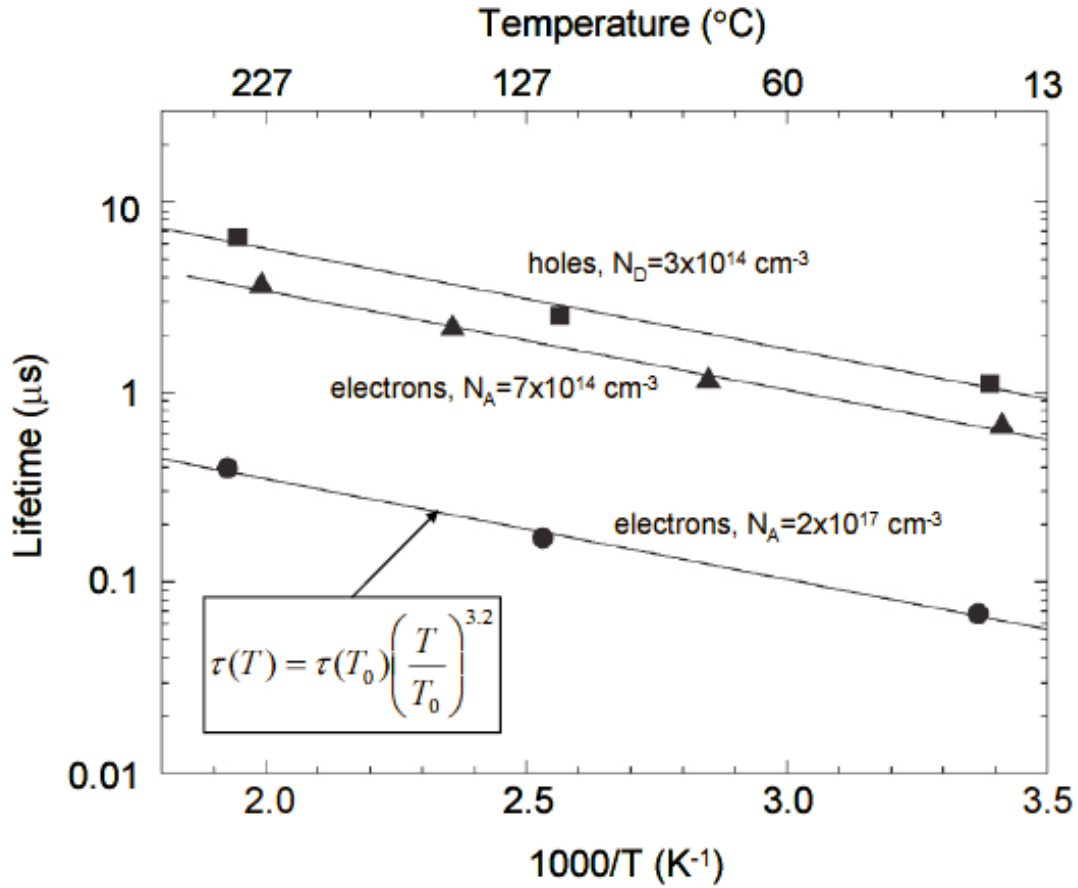 Temperature (°C)
227 127 60 13
10
1
0.1
0.01
Lifetime (μs)
holes, N_D=3x10^14 cm^-3
electrons, N_A=7x10^14 cm^-3
electrons, N_A=2x10^17 cm^-3
τ(T) = τ(T_0)(T/T_0)^3.2
2.0 2.5 3.0 3.5
1000/T (K^-1)